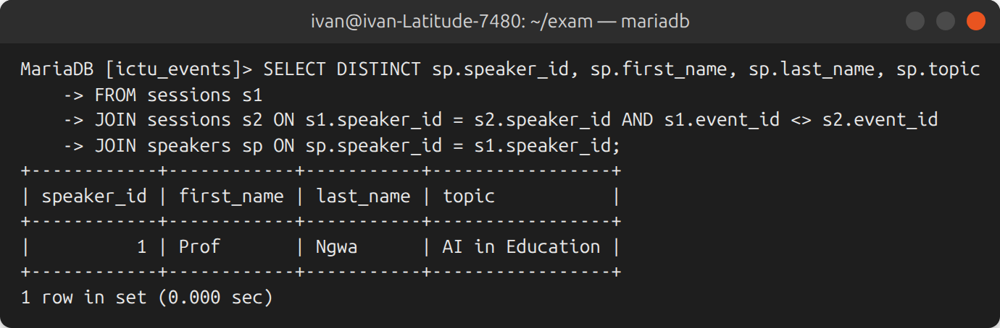 ivan@ivan-Latitude-7480: ~/exam — mariadb
MariaDB [ictu_events]> SELECT DISTINCT sp.speaker_id, sp.first_name, sp.last_name, sp.topic
    -> FROM sessions s1
    -> JOIN sessions s2 ON s1.speaker_id = s2.speaker_id AND s1.event_id <> s2.event_id
    -> JOIN speakers sp ON sp.speaker_id = s1.speaker_id;
+------------+------------+-----------+-----------------+
| speaker_id | first_name | last_name | topic           |
+------------+------------+-----------+-----------------+
|          1 | Prof       | Ngwa      | AI in Education |
+------------+------------+-----------+-----------------+
1 row in set (0.000 sec)